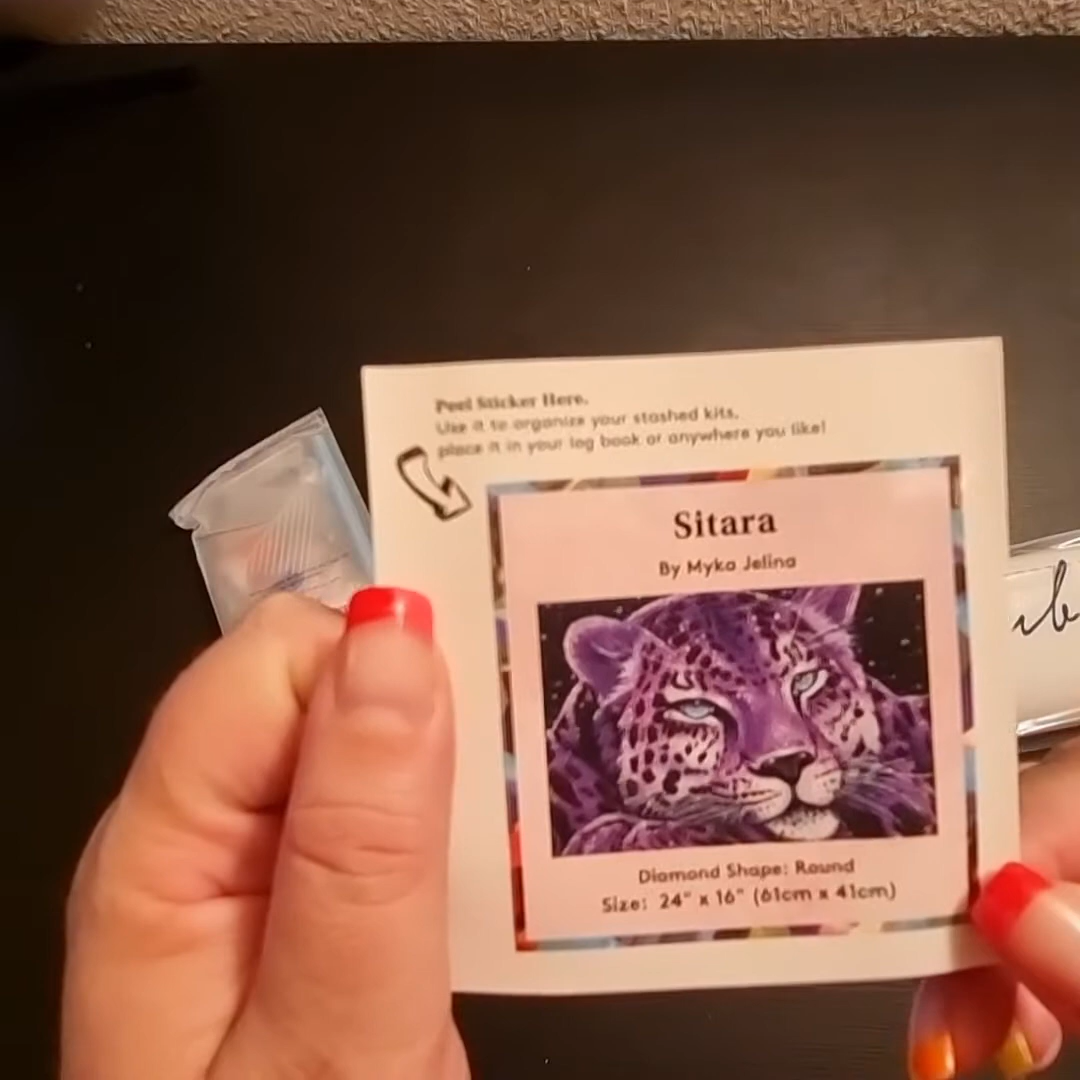 Peel Sticker Here.
Use it to organize your stashed kits,
place it in your log book or anywhere you like!
Sitara
By Myka Jelina
Diamond Shape: Round
Size: 24" x 16" (61cm x 41cm)